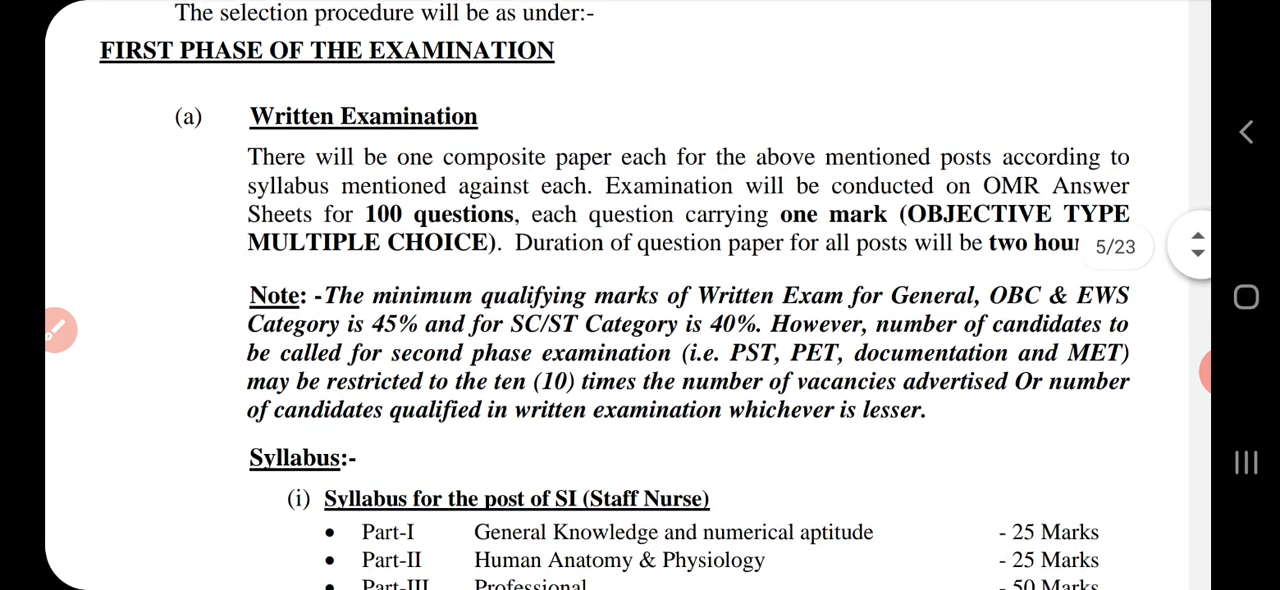 The selection procedure will be as under:-
FIRST PHASE OF THE EXAMINATION
(a) Written Examination
There will be one composite paper each for the above mentioned posts according to
syllabus mentioned against each. Examination will be conducted on OMR Answer
Sheets for 100 questions, each question carrying one mark (OBJECTIVE TYPE
MULTIPLE CHOICE). Duration of question paper for all posts will be two hour
5/23
Note: -The minimum qualifying marks of Written Exam for General, OBC & EWS
Category is 45% and for SC/ST Category is 40%. However, number of candidates to
be called for second phase examination (i.e. PST, PET, documentation and MET)
may be restricted to the ten (10) times the number of vacancies advertised Or number
of candidates qualified in written examination whichever is lesser.
Syllabus:-
(i) Syllabus for the post of SI (Staff Nurse)
• Part-I General Knowledge and numerical aptitude - 25 Marks
• Part-II Human Anatomy & Physiology - 25 Marks
• Part-III Professional - 50 Marks